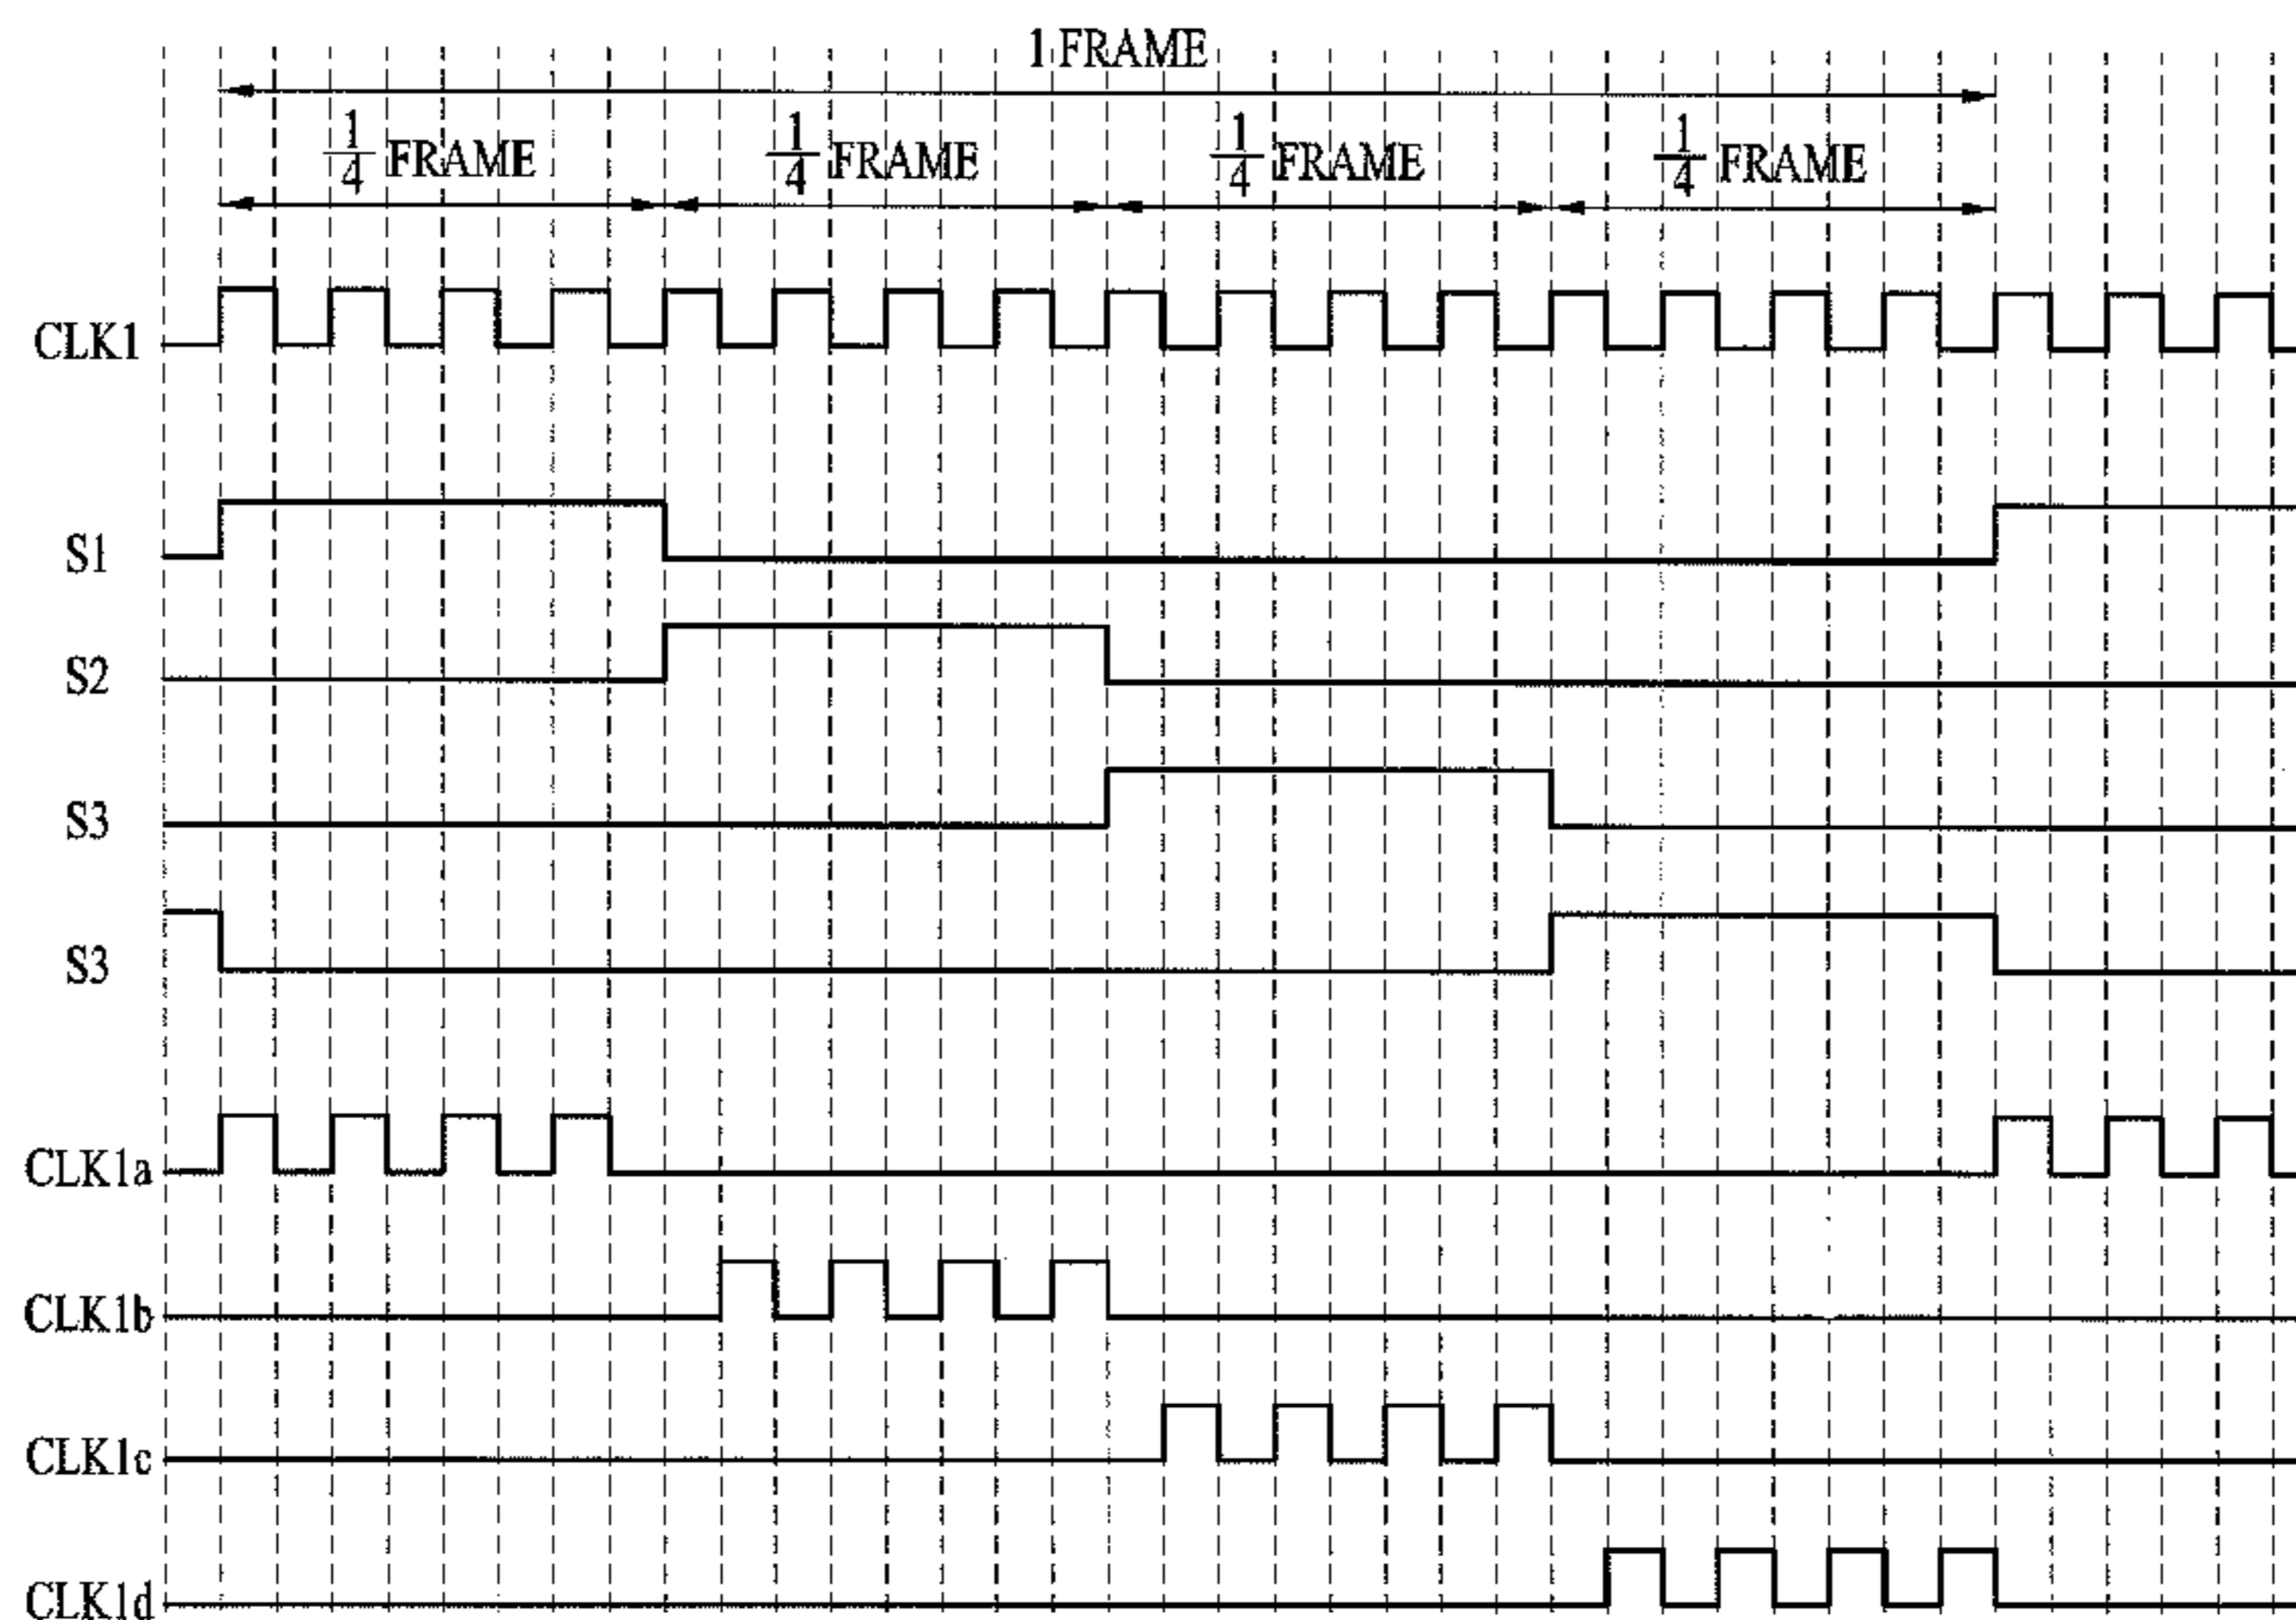 1 FRAME
1/4 FRAME 1/4 FRAME 1/4 FRAME 1/4 FRAME
CLK1
S1
S2
S3
S3
CLK1a
CLK1b
CLK1c
CLK1d